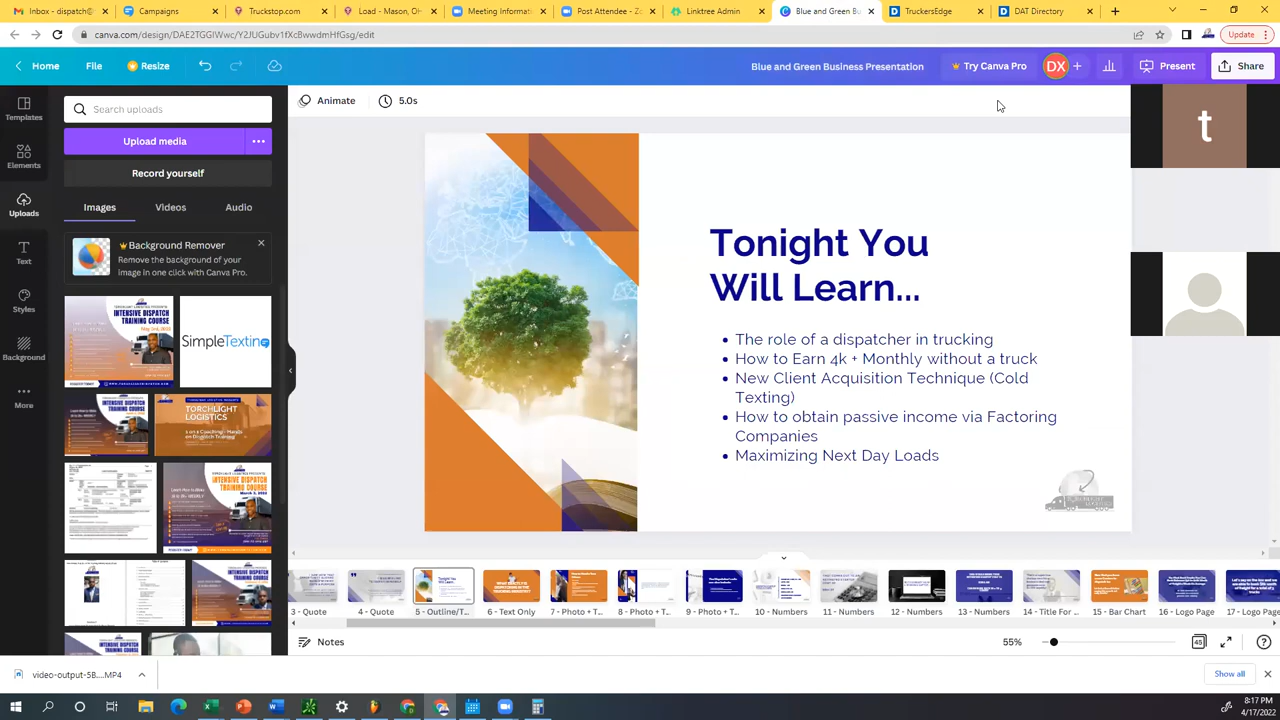 Inbox - dispatch@
Campaigns
Truckstop.com
Load - Mason, OH
Meeting Informati
Post Attendee - Zo
Linktree Admin
Blue and Green Bo
TruckersEdge
DAT Directory
canva.com/design/DAE2TGGIWwc/Y2JUGubv1fXcBwwdmHfGsg/edit
Update
Home
File
Resize
Blue and Green Business Presentation
Try Canva Pro
DX
Present
Share
Templates
Elements
Uploads
Text
Styles
Background
More
Search uploads
Upload media
Record yourself
Images
Videos
Audio
Background Remover
Remove the background of your
image in one click with Canva Pro.
INTENSIVE DISPATCH
TRAINING COURSE
SimpleTexting
TORCHLIGHT
LOGISTICS
INTENSIVE DISPATCH
TRAINING COURSE
Animate
5.0s
t
Tonight You
Will Learn...
The role of a dispatcher in trucking
How to Earn 4k + Monthly without a truck
New Client Acquisition Technique (Cold
Texting)
How to obtain passive income via Factoring
Companies
Maximizing Next Day Loads
3 - Quote
4 - Quote
5 - Outline/T...
6 - Text Only
7 - Photo + T...
8 - Photo + T...
9 - Photo + T...
10 - Numbers
11 - Numbers
12 - Numbers
13 - Numbers
14 - Title For ...
15 - Bar Chart
16 - Logo Page
17 - Logo
Notes
55%
45
video-output-5B....MP4
Show all
8:17 PM
4/17/2022